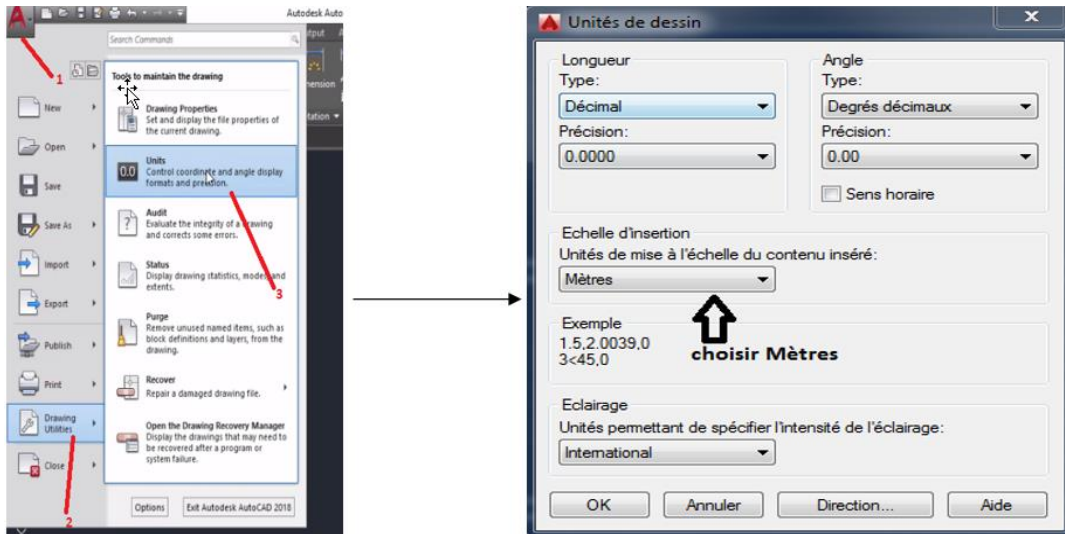 Autodesk Auto
Search Commands
tput
A
1
Tools to maintain the drawing
mension
tation
New
Drawing Properties
Set and display the file properties of
the current drawing.
Open
Units
Control coordinate and angle display
formats and precision.
0.0
Save
Audit
Evaluate the integrity of a drawing
and corrects some errors.
Save As
Status
Display drawing statistics, modes, and
extents.
3
Import
Export
Purge
Remove unused named items, such as
block definitions and layers, from the
drawing.
Publish
Print
Recover
Repair a damaged drawing file.
Drawing
Utilities
Open the Drawing Recovery Manager
Display the drawings that may need to
be recovered after a program or
system failure.
Close
2
Options
Exit Autodesk AutoCAD 2018
Unités de dessin
Longueur
Type:
Décimal
Précision:
0.0000
Angle
Type:
Degrés décimaux
Précision:
0.00
Sens horaire
Echelle d'insertion
Unités de mise à l'échelle du contenu inséré:
Mètres
choisir Mètres
Exemple
1.5,2.0039,0
3<45,0
Eclairage
Unités permettant de spécifier l'intensité de l'éclairage:
International
OK
Annuler
Direction...
Aide